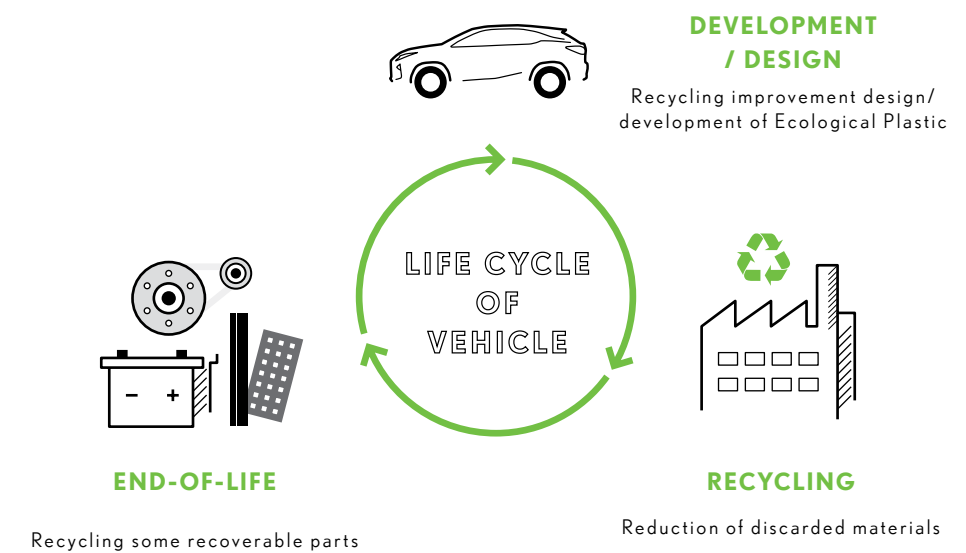 DEVELOPMENT
/ DESIGN
Recycling improvement design/
development of Ecological Plastic
LIFE CYCLE
OF
VEHICLE
− +
END-OF-LIFE
Recycling some recoverable parts
RECYCLING
Reduction of discarded materials